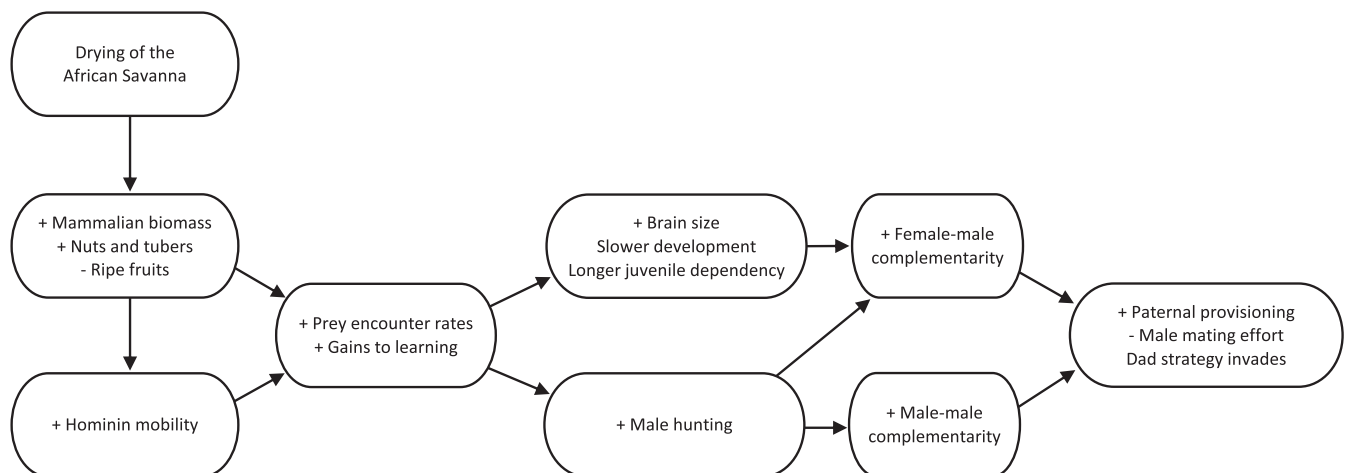 Drying of the
African Savanna
+ Mammalian biomass
+ Nuts and tubers
- Ripe fruits
+ Hominin mobility
+ Prey encounter rates
+ Gains to learning
+ Brain size
Slower development
Longer juvenile dependency
+ Male hunting
+ Female-male
complementarity
+ Male-male
complementarity
+ Paternal provisioning
- Male mating effort
Dad strategy invades